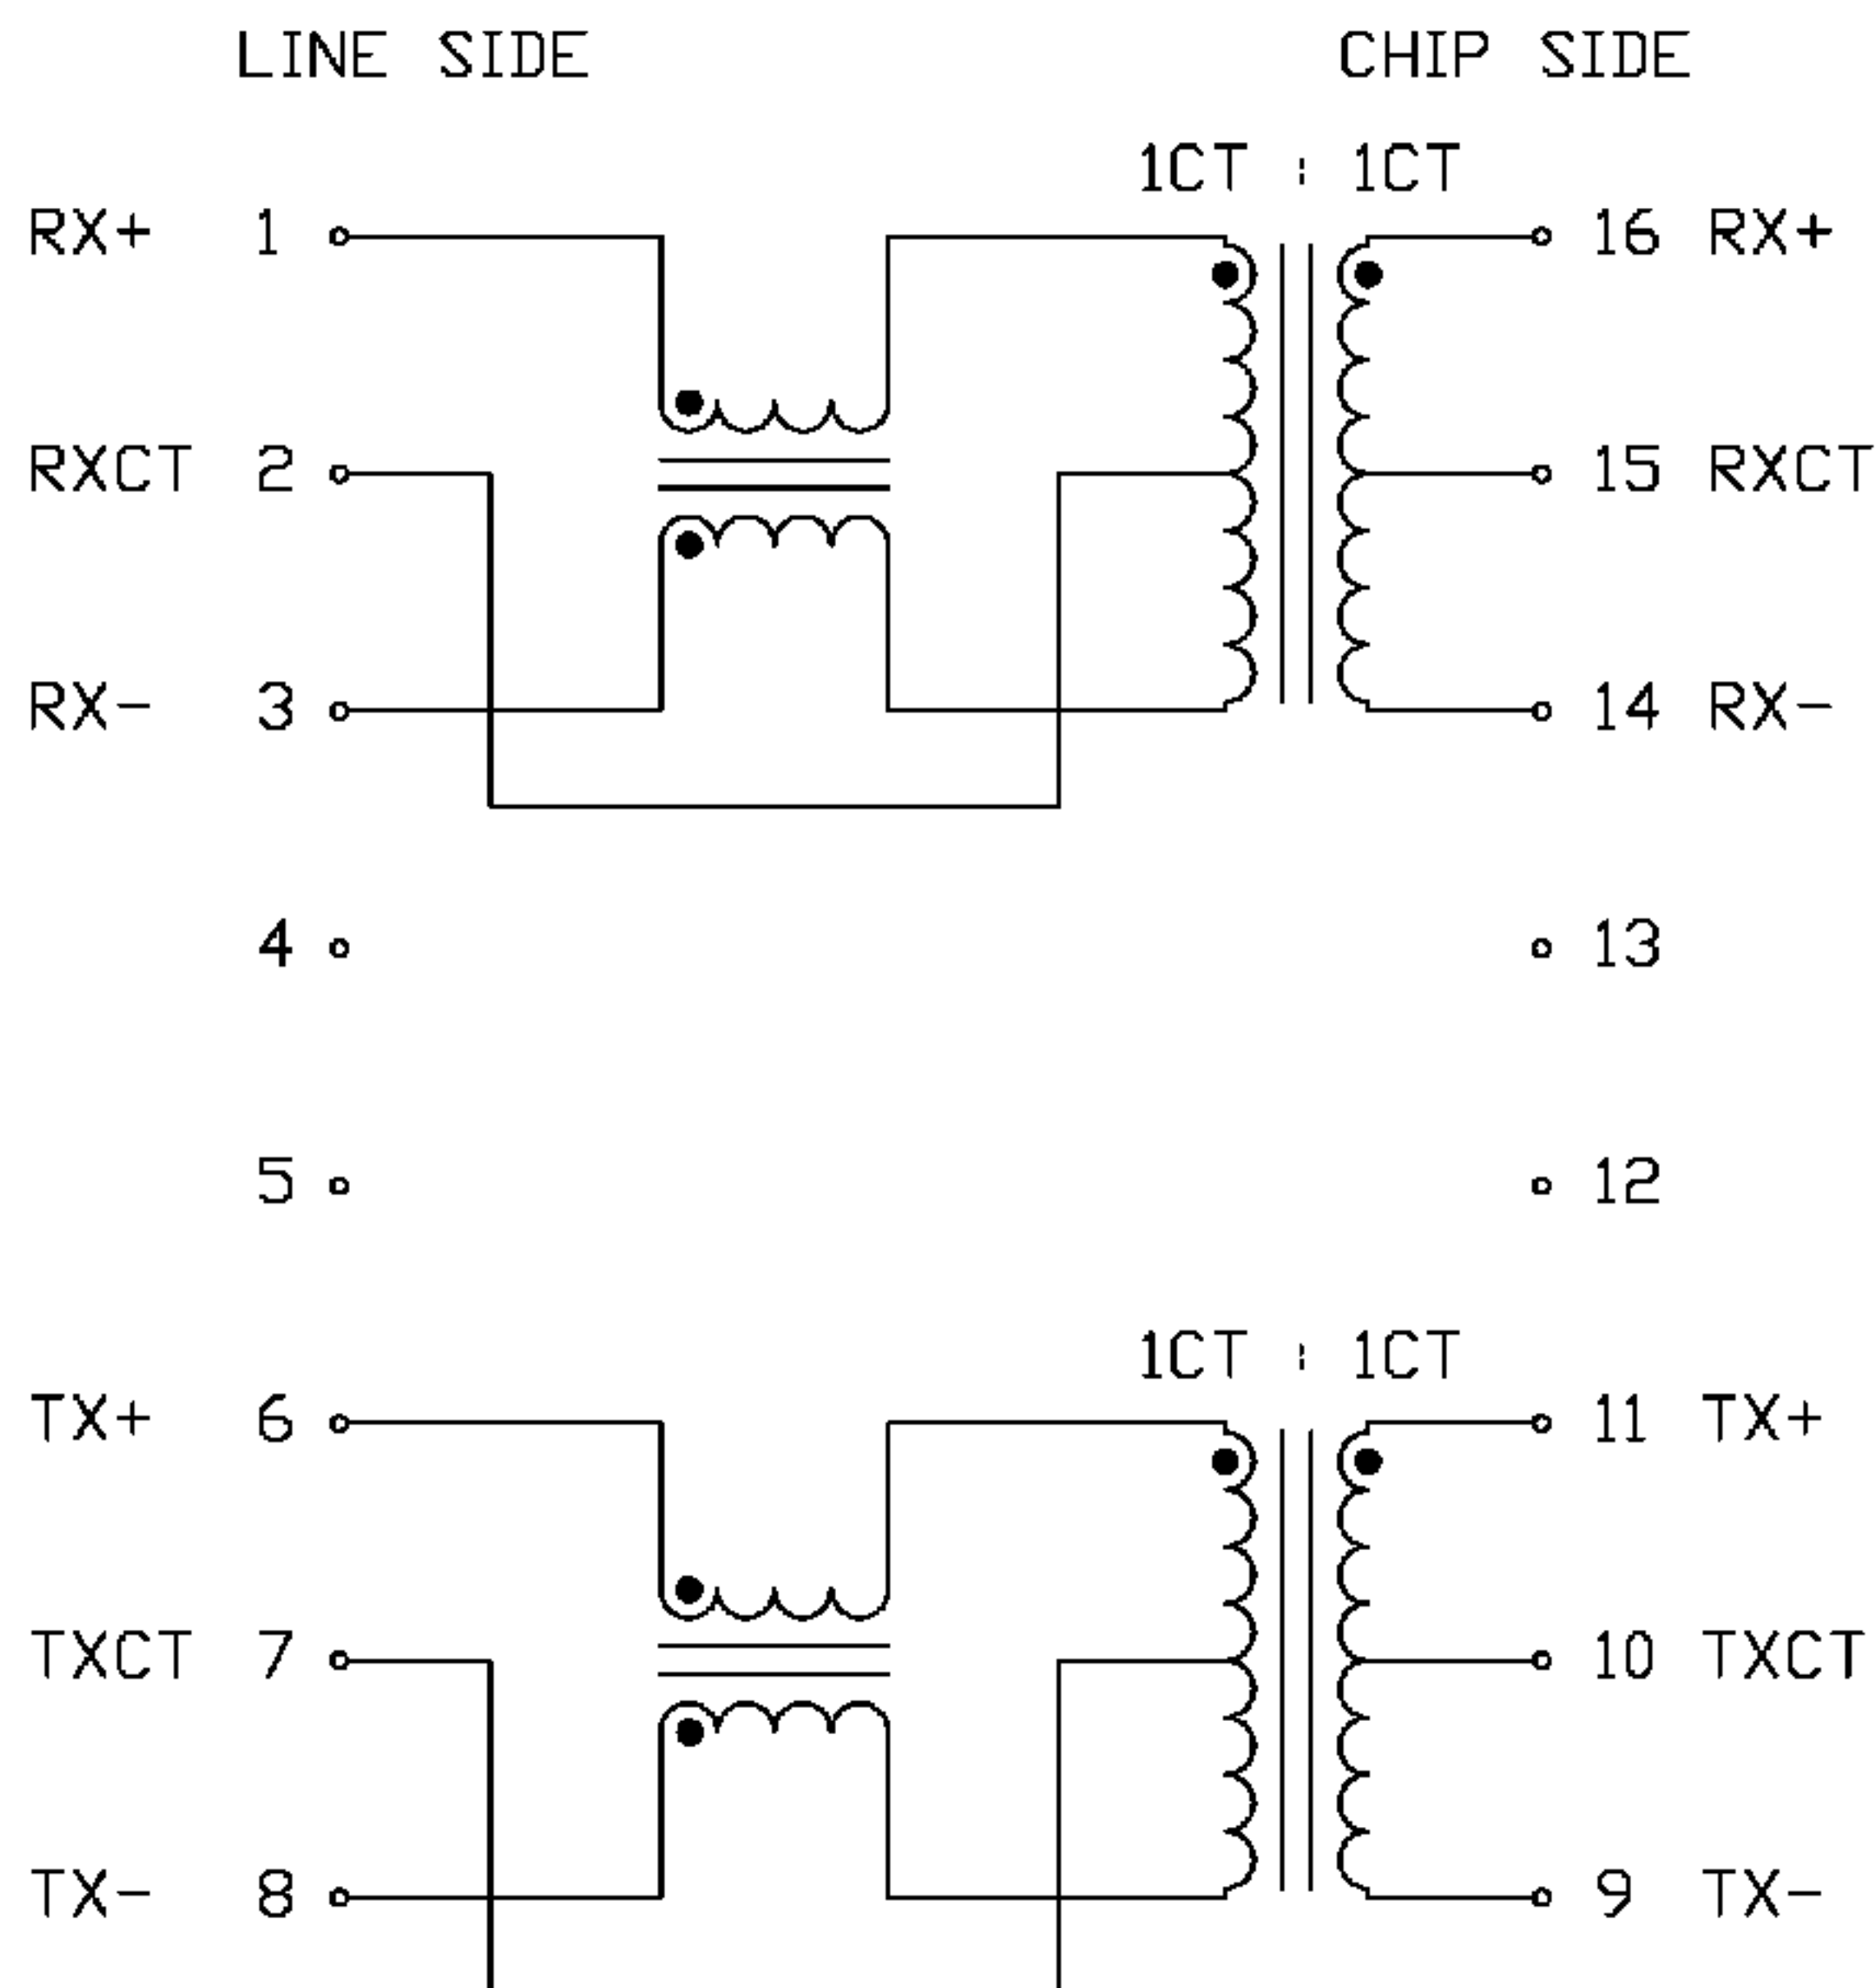 LINE SIDE CHIP SIDE
1CT : 1CT
RX+ 1 16 RX+
RXCT 2 15 RXCT
RX- 3 14 RX-
4 13
5 12
1CT : 1CT
TX+ 6 11 TX+
TXCT 7 10 TXCT
TX- 8 9 TX-